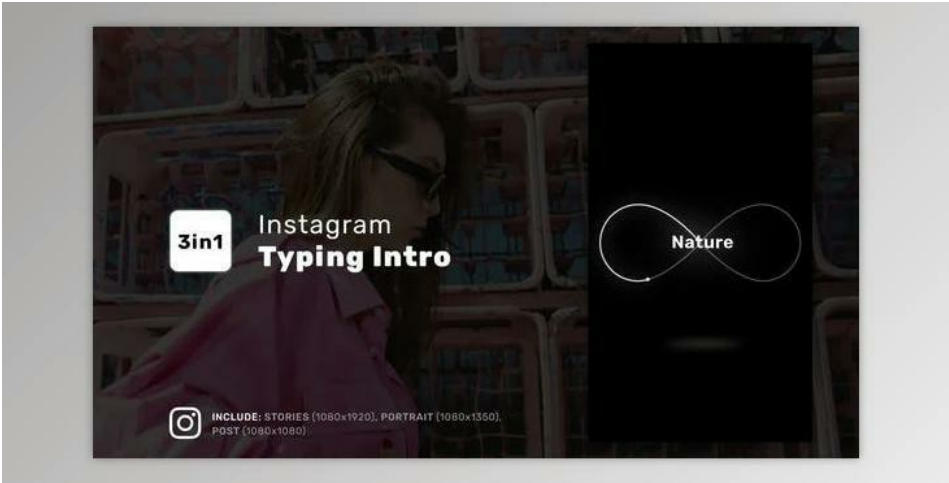 3in1
Instagram
Typing Intro
Nature
INCLUDE: STORIES (1080x1920), PORTRAIT (1080x1350),
POST (1080x1080)